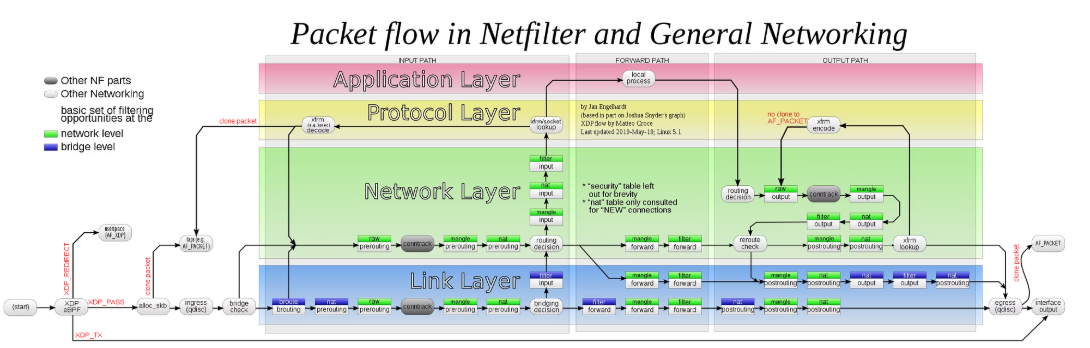 Packet flow in Netfilter and General Networking
INPUT PATH
FORWARD PATH
OUTPUT PATH
Other NF parts
Other Networking
basic set of filtering
opportunities at the
network level
bridge level
Application Layer
local
process
Protocol Layer
clone packet
xfrm
(e.g. ipsec)
decode
xfrm/socket
lookup
by Jan Engelhardt
(based in part on Joshua Snyder's graph)
XDP flow by Matteo Croce
Last updated 2019-May-19; Linux 5.1
no clone to
AF_PACKET
xfrm
encode
Network Layer
filter
input
nat
input
mangle
input
* "security" table left
out for brevity
* "nat" table only consulted
for "NEW" connections
routing
decision
raw
output
conntrack
mangle
output
filter
output
nat
output
userspace
(AF_XDP)
taps (e.g.
AF_PACKET)
raw
prerouting
conntrack
mangle
prerouting
nat
prerouting
routing
decision
mangle
forward
filter
forward
reroute
check
mangle
postrouting
nat
postrouting
xfrm
lookup
AF_PACKET
XDP_REDIRECT
clone packet
clone packet
Link Layer
filter
input
mangle
forward
filter
forward
mangle
postrouting
nat
postrouting
nat
output
filter
output
nat
postrouting
(start)
XDP
eBPF
XDP_PASS
alloc_skb
ingress
(qdisc)
bridge
check
broute
brouting
nat
prerouting
raw
prerouting
conntrack
mangle
prerouting
nat
prerouting
bridging
decision
filter
forward
mangle
forward
filter
forward
nat
postrouting
mangle
postrouting
nat
postrouting
egress
(qdisc)
interface
output
XDP_TX